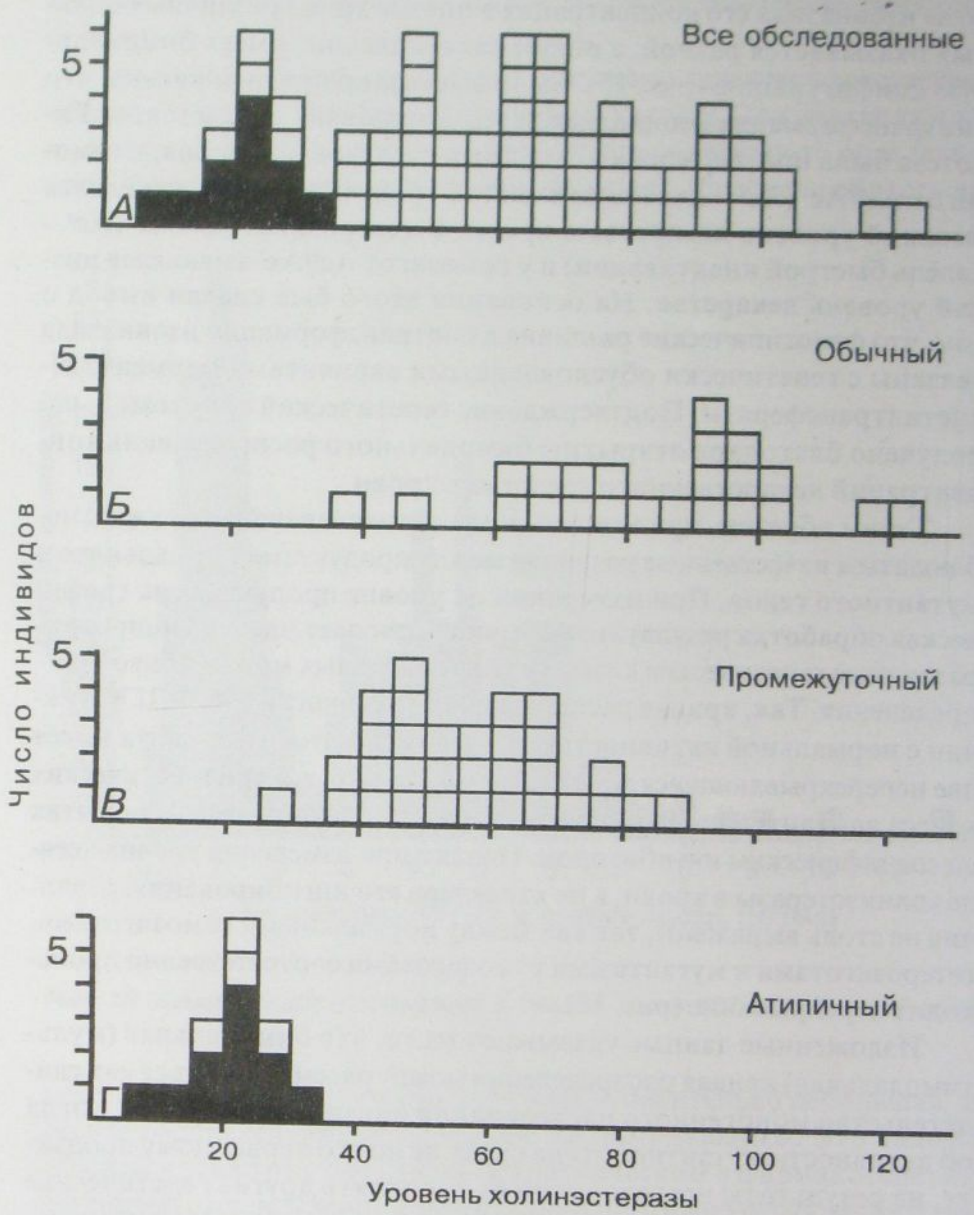 Все обследованные
5
А
Обычный
5
Б
Число индивидов
Промежуточный
5
В
Атипичный
5
Г
20 40 60 80 100 120
Уровень холинэстеразы